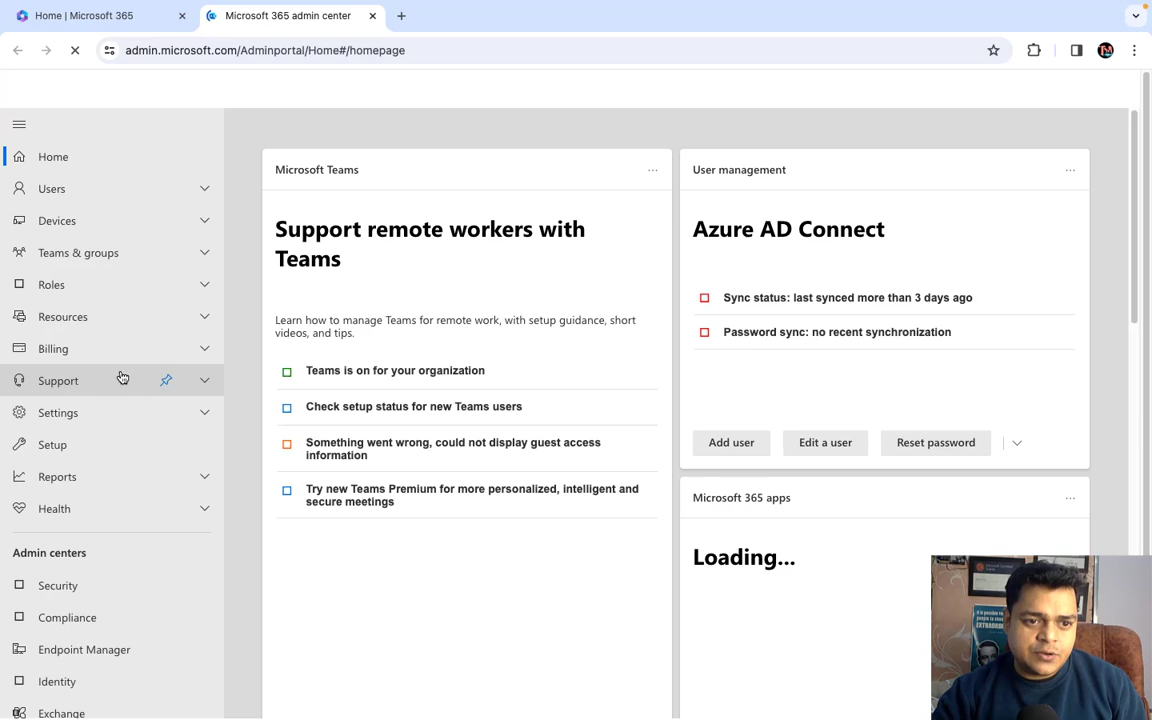 Home | Microsoft 365
Microsoft 365 admin center
admin.microsoft.com/Adminportal/Home#/homepage
Home
Users
Devices
Teams & groups
Roles
Resources
Billing
Support
Settings
Setup
Reports
Health
Admin centers
Security
Compliance
Endpoint Manager
Identity
Exchange
Microsoft Teams
Support remote workers with
Teams
Learn how to manage Teams for remote work, with setup guidance, short
videos, and tips.
Teams is on for your organization
Check setup status for new Teams users
Something went wrong, could not display guest access
information
Try new Teams Premium for more personalized, intelligent and
secure meetings
User management
Azure AD Connect
Sync status: last synced more than 3 days ago
Password sync: no recent synchronization
Add user
Edit a user
Reset password
Microsoft 365 apps
Loading...